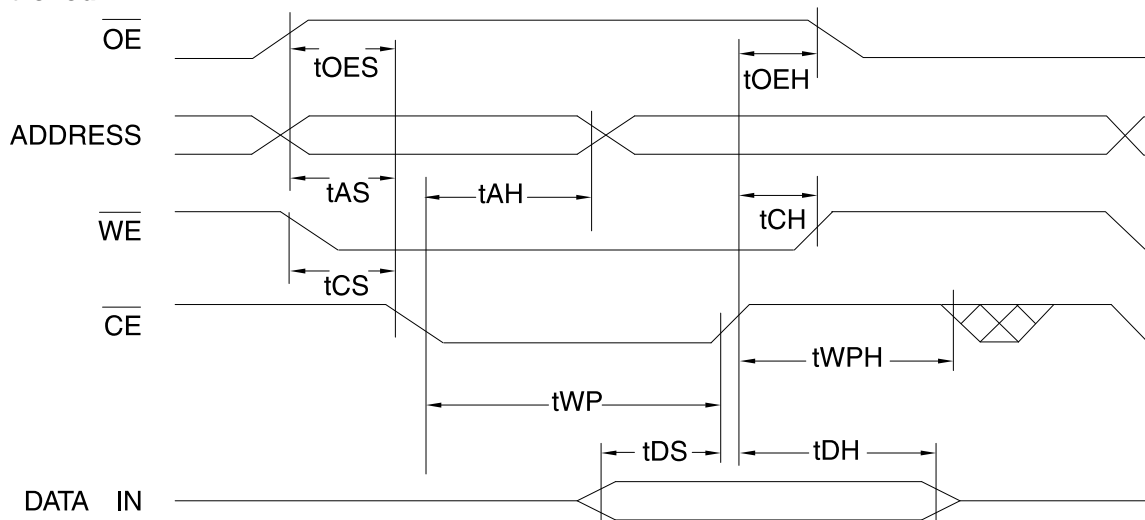 OE
tOES
tOEH
ADDRESS
tAS
tAH
tCH
WE
tCS
CE
tWPH
tWP
tDS
tDH
DATA IN